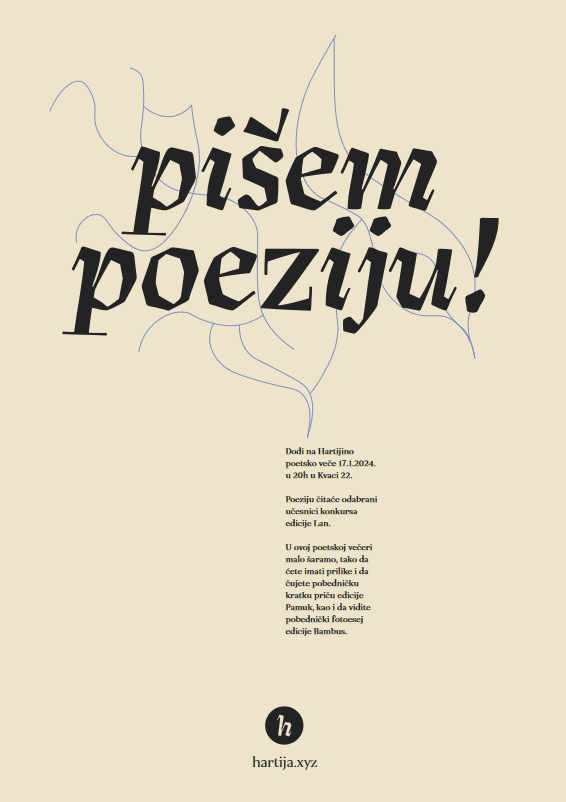 pišem
poeziju!
Dođi na Hartijino
poetsko veče 17.1.2024.
u 20h u Kvaci 22.
Poeziju čitaće odabrani
učesnici konkursa
edicije Lan.
U ovoj poetskoj večeri
malo šaramo, tako da
ćete imati prilike i da
čujete pobedničku
kratku priču edicije
Pamuk, kao i da vidite
pobednički fotoesej
edicije Bambus.
h
hartija.xyz